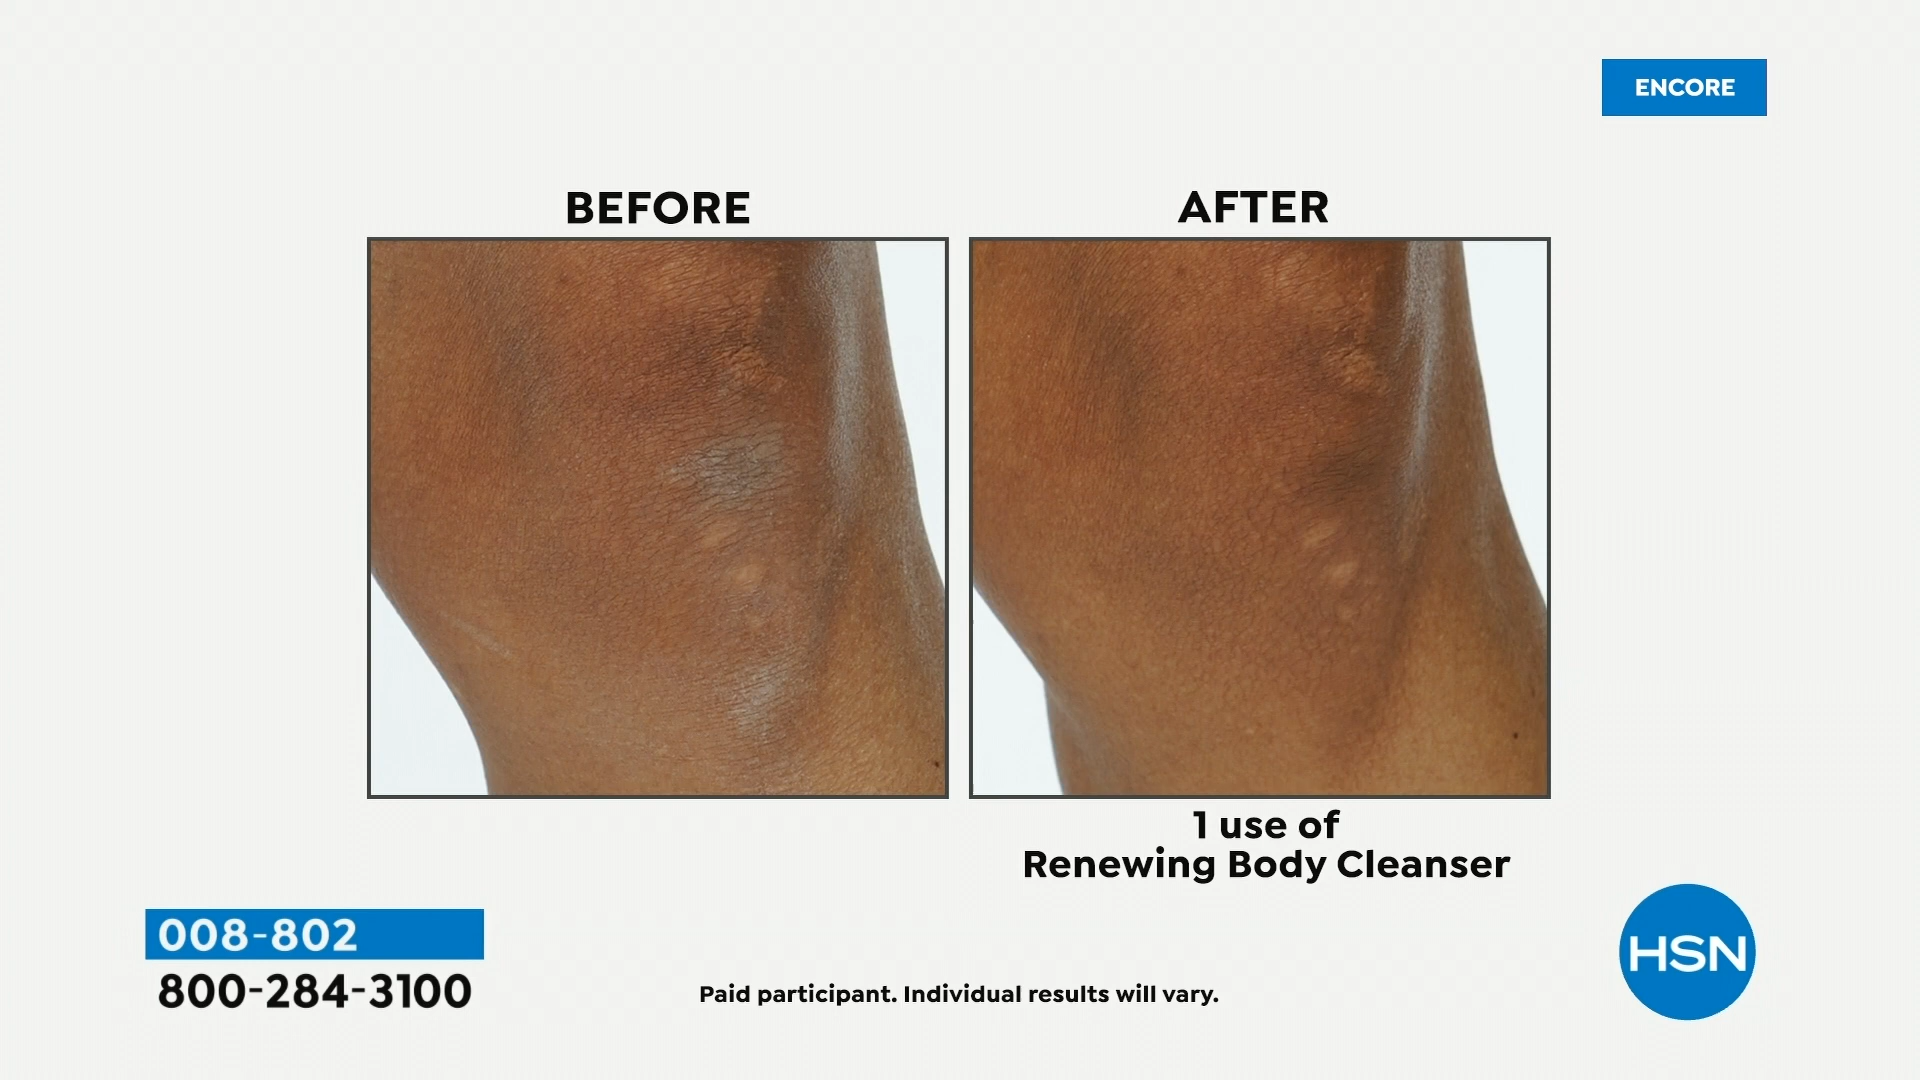 ENCORE
BEFORE
AFTER
1 use of
Renewing Body Cleanser
008-802
800-284-3100
Paid participant. Individual results will vary.
HSN